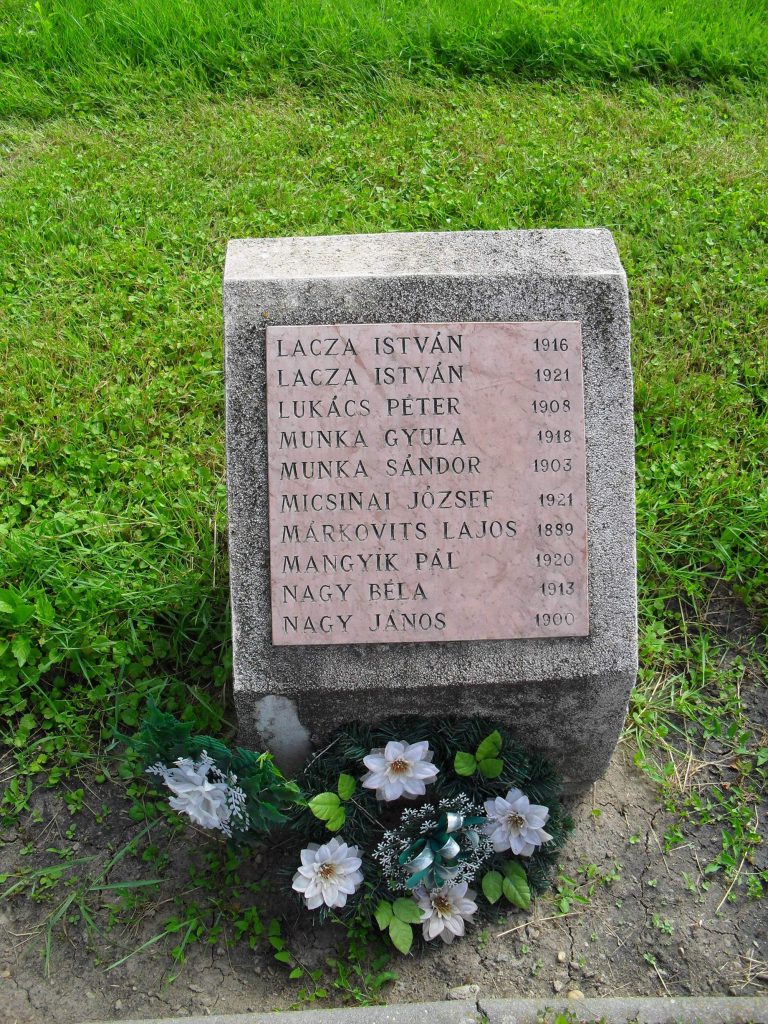 LACZA ISTVÁN 1916
LACZA ISTVÁN 1921
LUKÁCS PÉTER 1908
MUNKA GYULA 1918
MUNKA SÁNDOR 1903
MICSINAI JÓZSEF 1921
MÁRKOVITS LAJOS 1889
MANGYIK PÁL 1920
NAGY BÉLA 1913
NAGY JÁNOS 1900